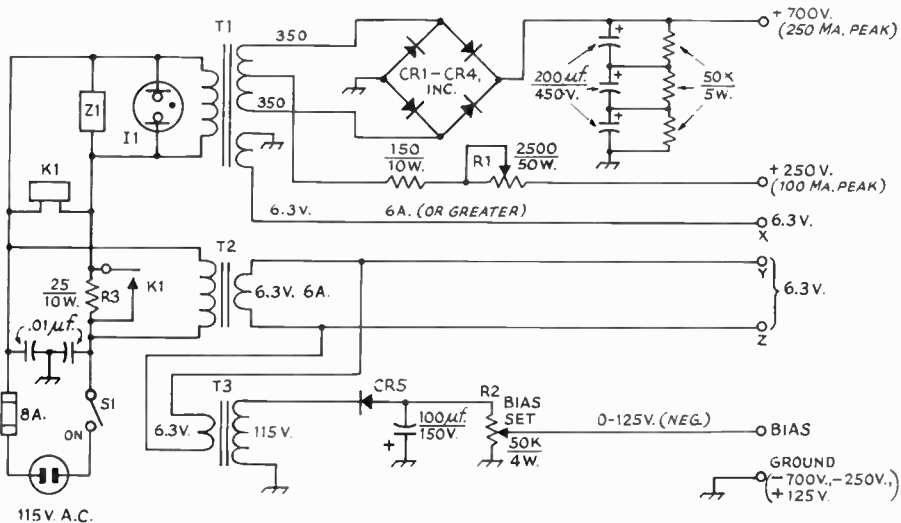 T1
350
350
CR1-CR4,
INC.
+700V.
(250 MA. PEAK)
+
+
+
200 µf.
450V.
50K
5W.
Z1
I1
K1
150
10W.
R1
2500
50W.
+250V.
(100 MA. PEAK)
6.3V.
6A. (OR GREATER)
6.3V.
X
T2
25
10W.
R3
K1
6.3V. 6A.
Y
6.3V.
Z
.01µf.
S1
8A.
ON
T3
6.3V.
115V.
CR5
100µf.
150V.
+
R2
BIAS
SET
50K
4W.
0-125V. (NEG)
BIAS
GROUND
(-700V.,-250V.,
+125V.)
115V. A.C.